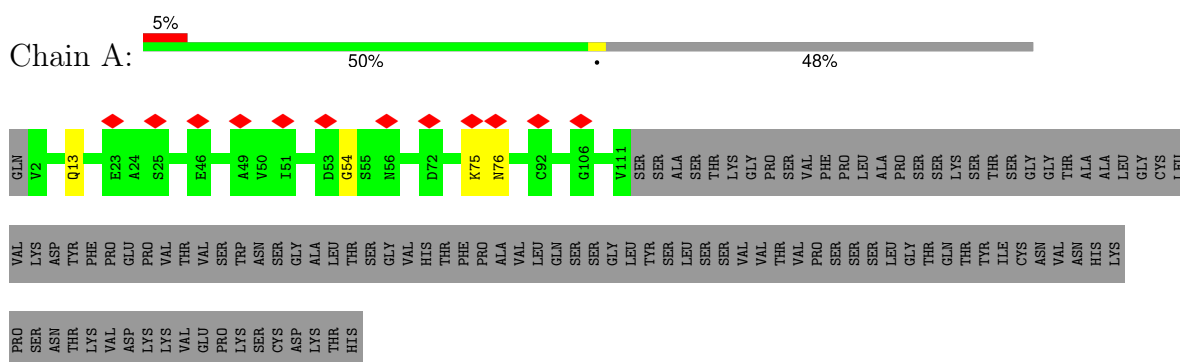 5%
Chain A:
50% • 48%
GLN V2 Q13 E23 A24 S25 E46 A49 V50 I51 D53 G54 S55 N56 D72 K75 N76 C92 G106 V111 SER SER ALA SER THR LYS GLY PRO SER VAL PHE PRO LEU ALA PRO SER SER LYS SER THR SER GLY GLY THR ALA ALA LEU GLY CYS LEU
VAL LYS ASP TYR PHE PRO GLU PRO VAL THR VAL SER TRP ASN SER GLY ALA LEU THR SER GLY VAL HIS THR PHE PRO ALA VAL LEU GLN SER SER GLY LEU TYR SER LEU SER SER VAL VAL THR VAL PRO SER SER SER LEU GLY THR GLN THR TYR ILE CYS ASN VAL ASN HIS LYS
PRO SER ASN THR LYS VAL ASP LYS LYS VAL GLU PRO LYS SER CYS ASP LYS THR HIS